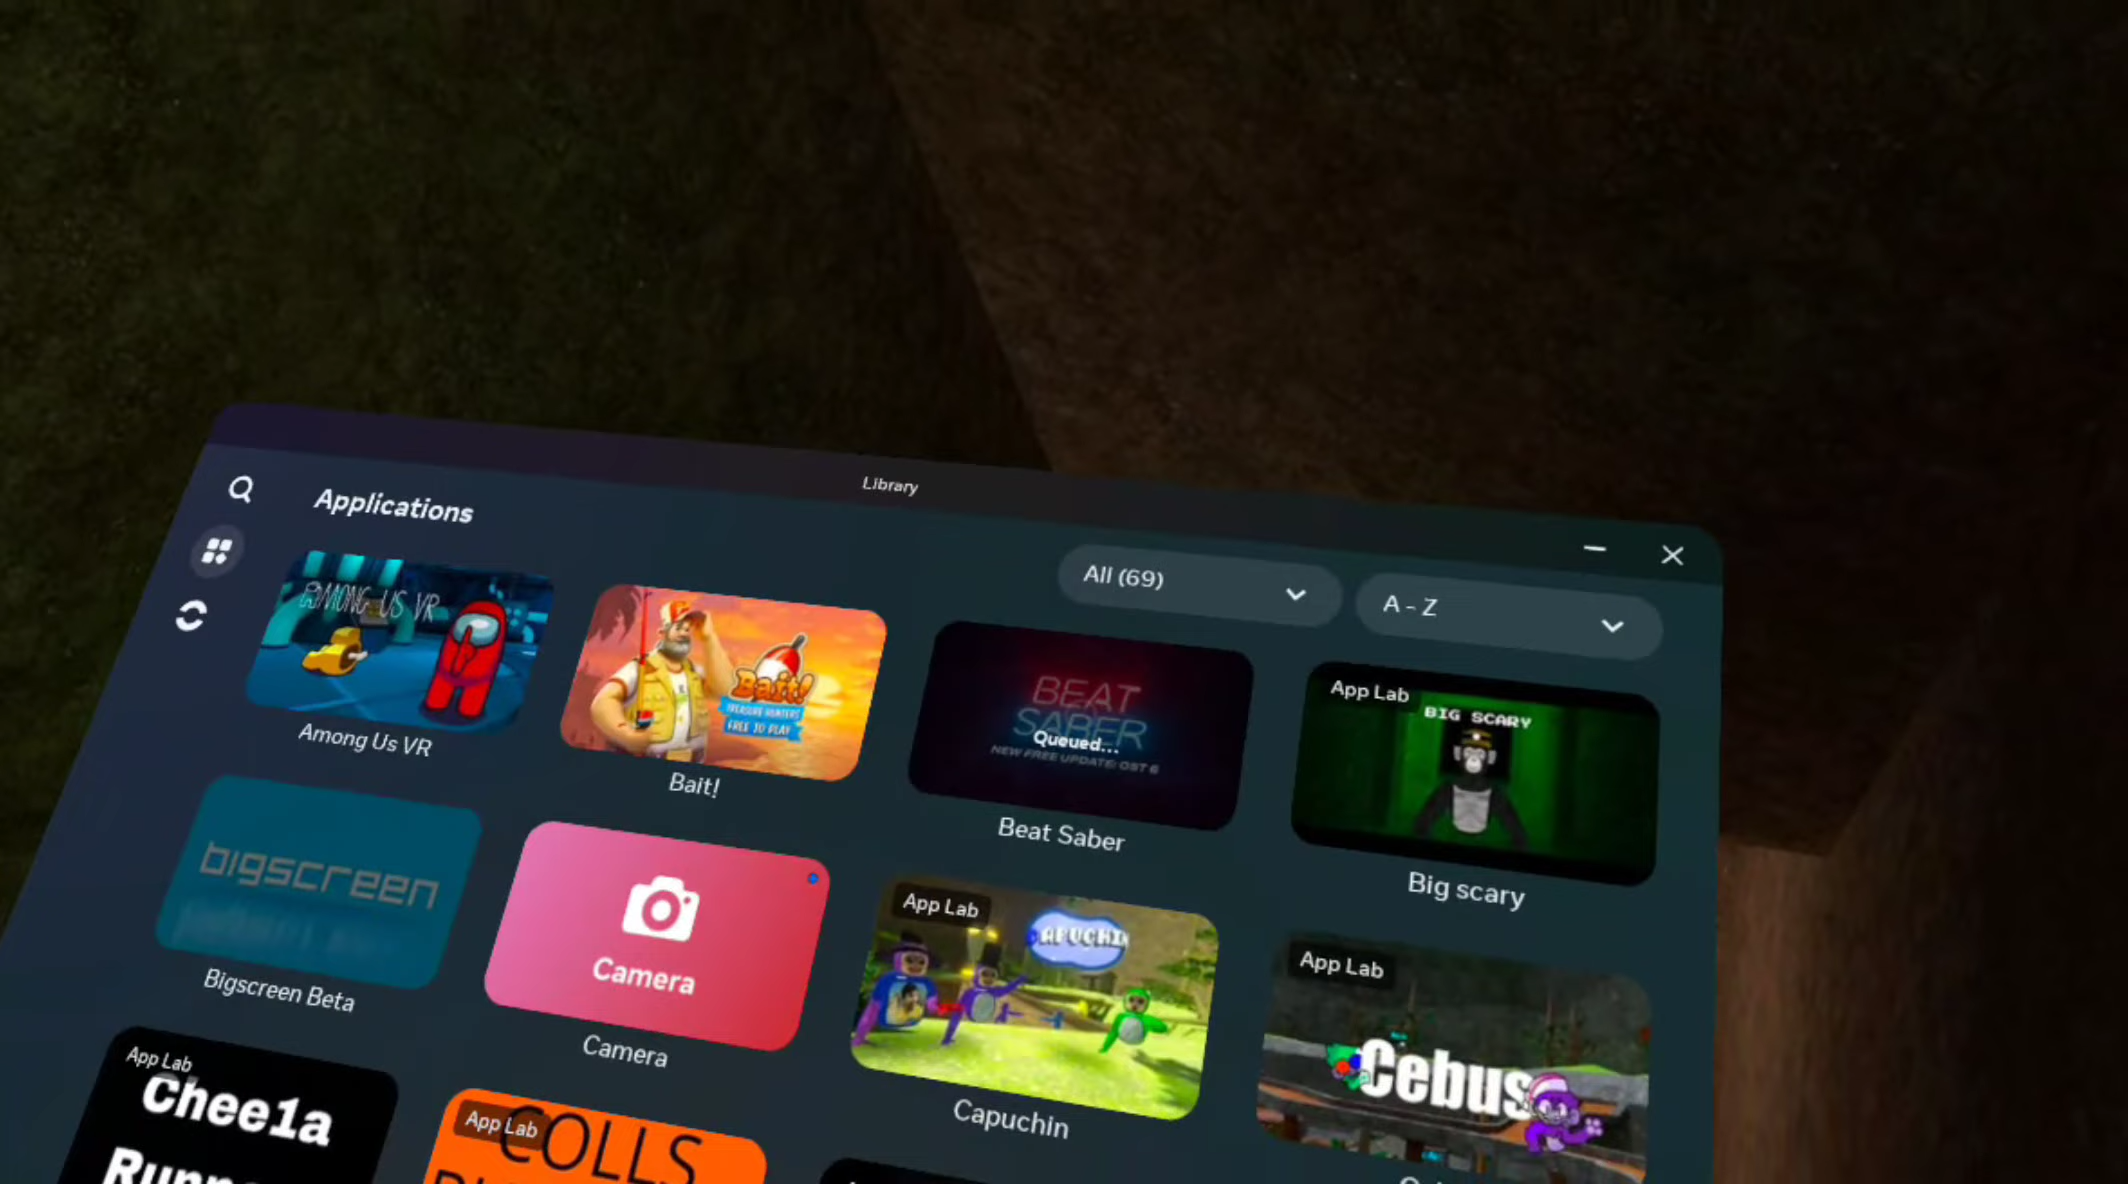 Library
Applications
All (69)
A - Z
AMONG US VR
Among Us VR
Bait!
TREASURE HUNTERS
FREE TO PLAY
Bait!
BEAT
SABER
Queued...
NEW FREE UPDATE: OST 6
Beat Saber
App Lab
BIG SCARY
Big scary
bigscreen
Bigscreen Beta
Camera
Camera
App Lab
APUCHIN
Capuchin
App Lab
Cebus
App Lab
Chee1a
App Lab
COLLS